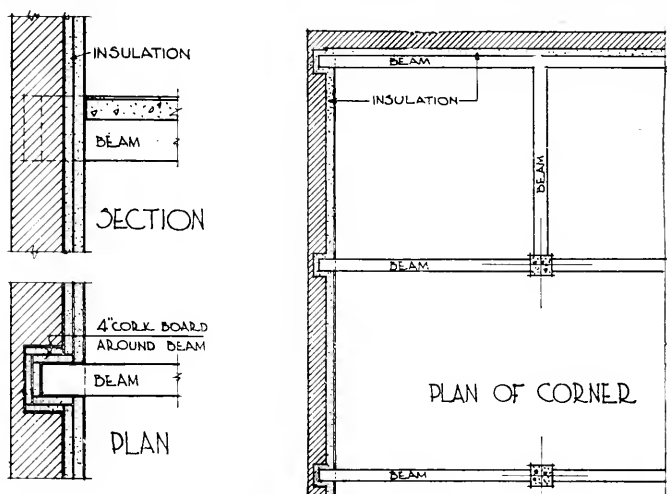 INSULATION
BEAM
SECTION
4" CORK BOARD
AROUND BEAM
BEAM
PLAN
BEAM
INSULATION
BEAM
BEAM
PLAN OF CORNER
BEAM